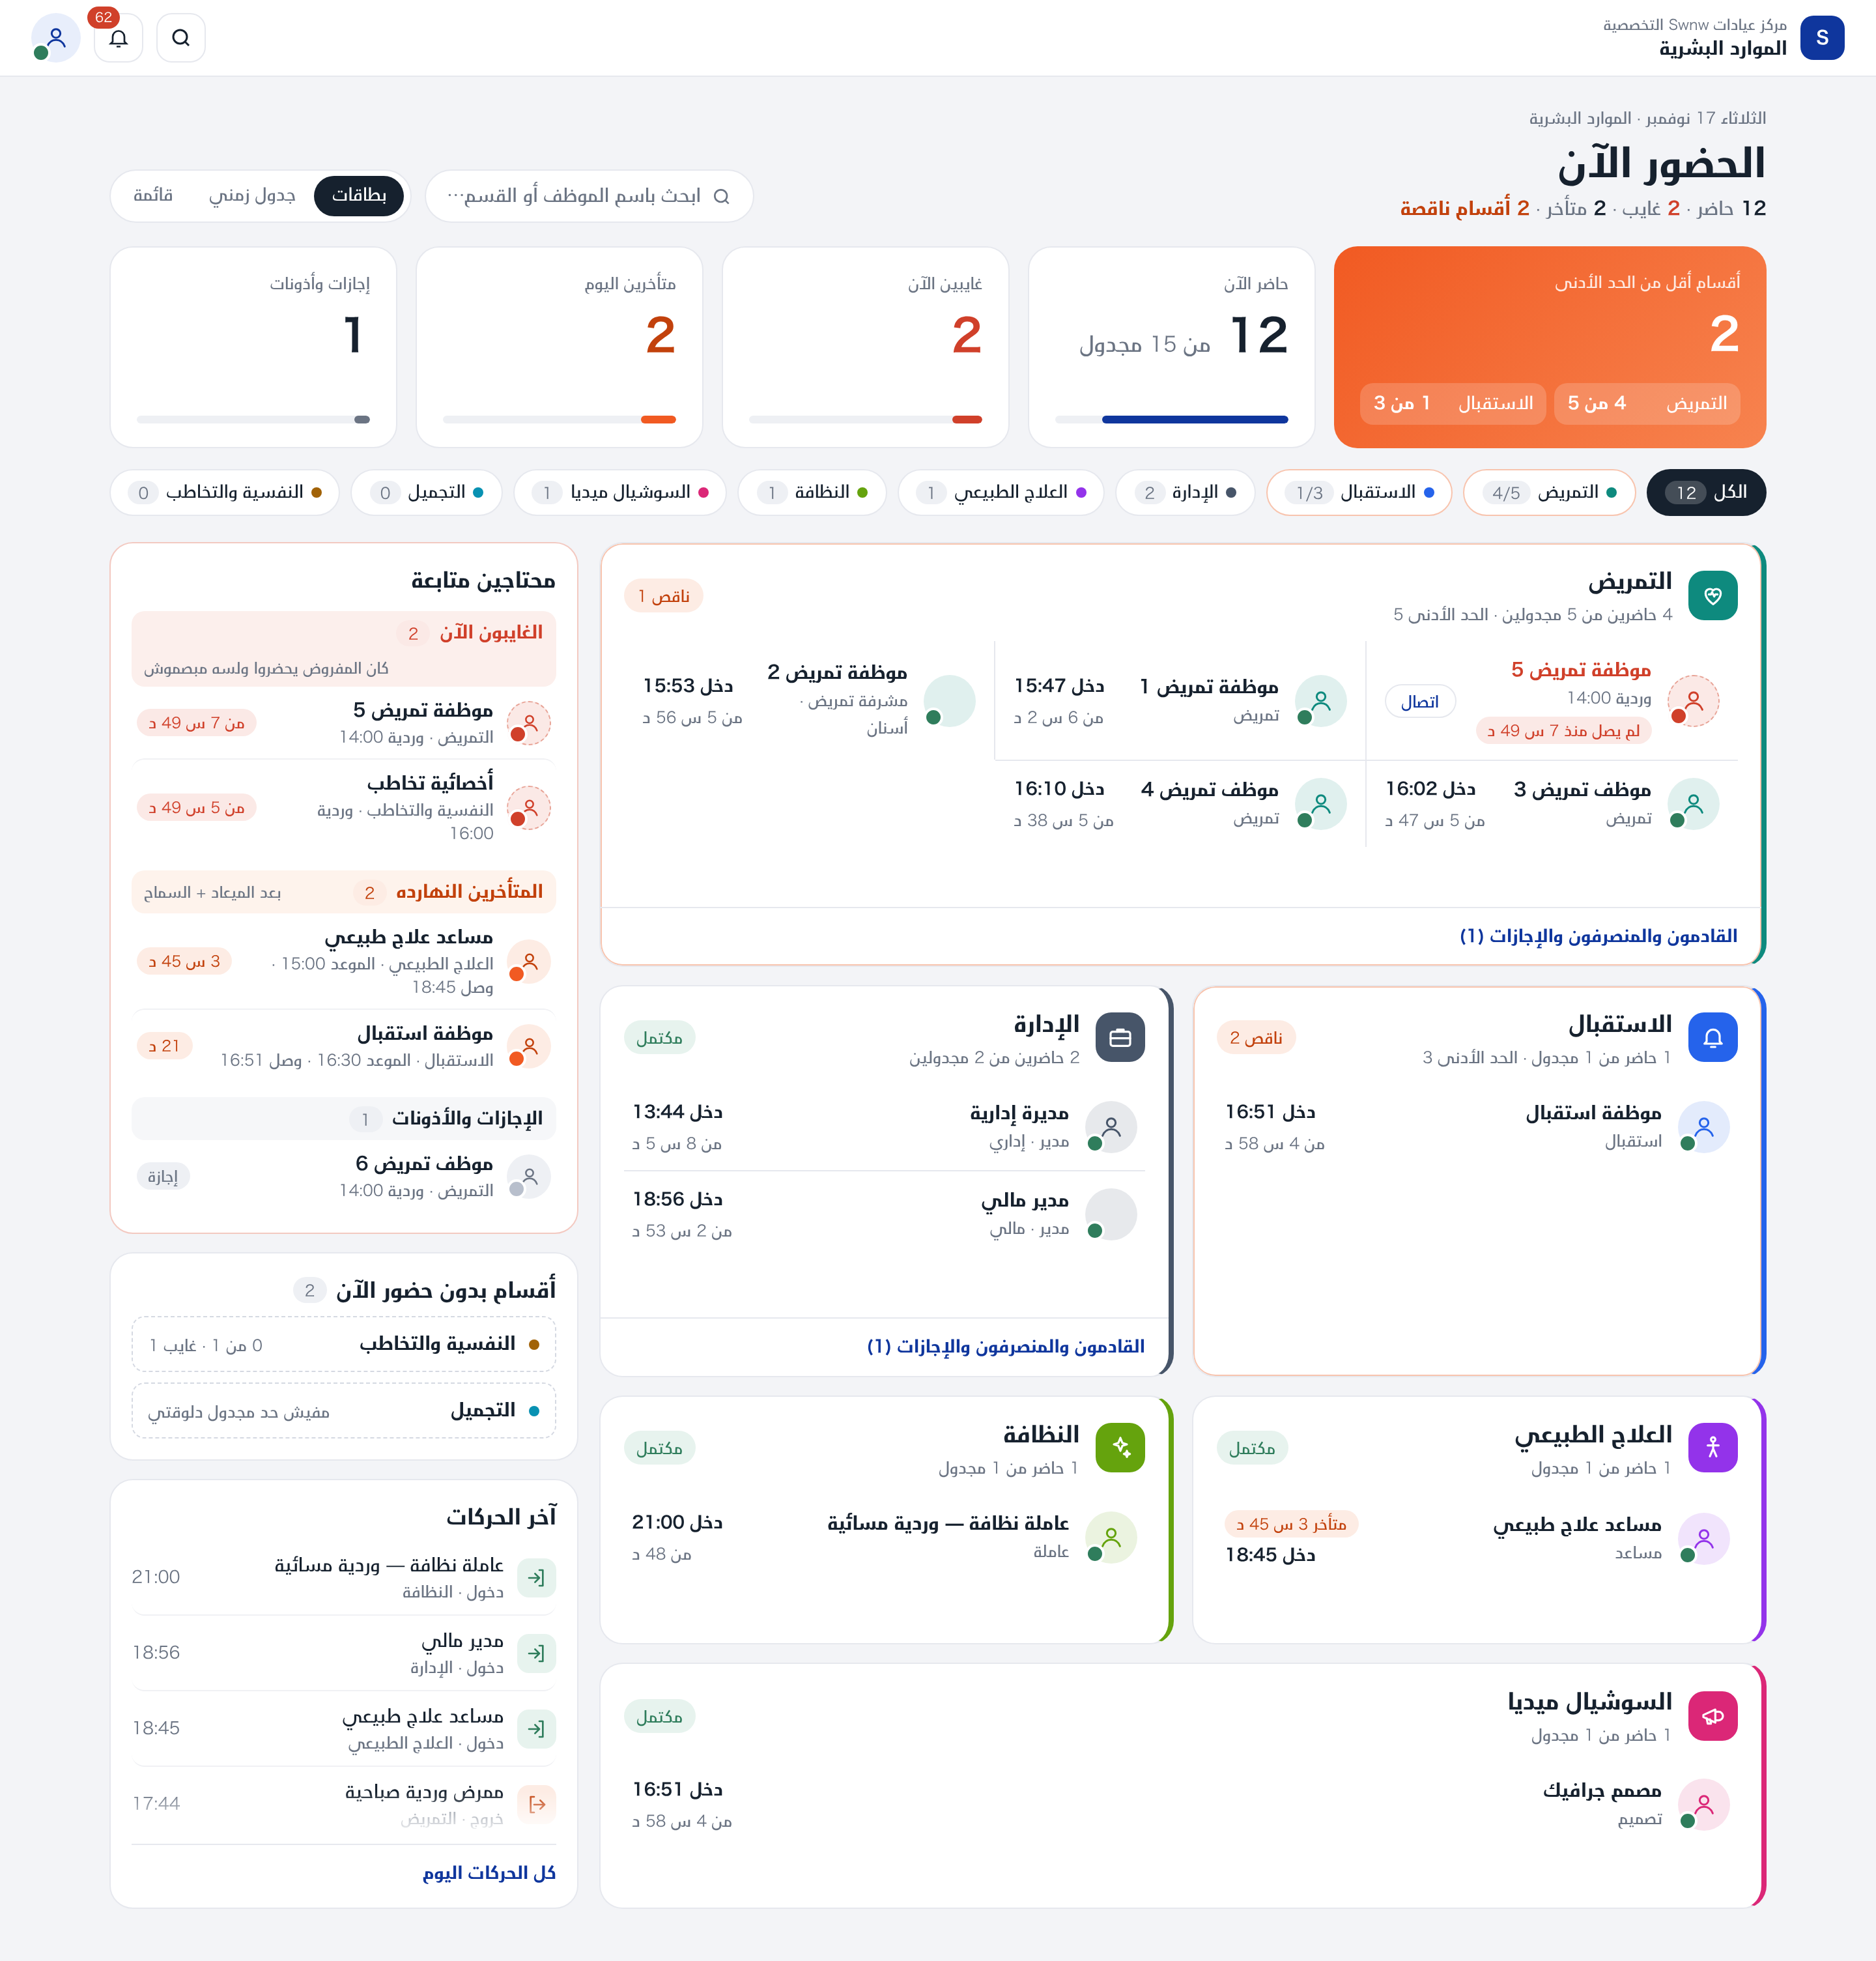 S
مركز عيادات Swnw التخصصية
الموارد البشرية
62
الثلاثاء 17 نوفمبر · الموارد البشرية
الحضور الآن
12 حاضر · 2 غايب · 2 متأخر · 2 أقسام ناقصة
ابحث باسم الموظف أو القسم...
بطاقات
جدول زمني
قائمة
أقسام أقل من الحد الأدنى
2
التمريض 4 من 5
الاستقبال 1 من 3
حاضر الآن
12 من 15 مجدول
غايبين الآن
2
متأخرين اليوم
2
إجازات وأذونات
1
الكل 12
التمريض 4/5
الاستقبال 1/3
الإدارة 2
العلاج الطبيعي 1
النظافة 1
السوشيال ميديا 1
التجميل 0
النفسية والتخاطب 0
التمريض
4 حاضرين من 5 مجدولين · الحد الأدنى 5
ناقص 1
موظفة تمريض 5
وردية 14:00
لم يصل منذ 7 س 49 د
اتصال
موظفة تمريض 1
تمريض
دخل 15:47
من 6 س 2 د
موظفة تمريض 2
مشرفة تمريض ·
أسنان
دخل 15:53
من 5 س 56 د
موظف تمريض 3
تمريض
دخل 16:02
من 5 س 47 د
موظف تمريض 4
تمريض
دخل 16:10
من 5 س 38 د
القادمون والمنصرفون والإجازات (1)
الاستقبال
1 حاضر من 1 مجدول · الحد الأدنى 3
ناقص 2
موظفة استقبال
استقبال
دخل 16:51
من 4 س 58 د
الإدارة
2 حاضرين من 2 مجدولين
مكتمل
مديرة إدارية
مدير · إداري
دخل 13:44
من 8 س 5 د
مدير مالي
مدير · مالي
دخل 18:56
من 2 س 53 د
القادمون والمنصرفون والإجازات (1)
العلاج الطبيعي
1 حاضر من 1 مجدول
مكتمل
مساعد علاج طبيعي
مساعد
متأخر 3 س 45 د
دخل 18:45
النظافة
1 حاضر من 1 مجدول
مكتمل
عاملة نظافة — وردية مسائية
عاملة
دخل 21:00
من 48 د
السوشيال ميديا
1 حاضر من 1 مجدول
مكتمل
مصمم جرافيك
تصميم
دخل 16:51
من 4 س 58 د
محتاجين متابعة
الغايبون الآن 2
كان المفروض يحضروا ولسه مبصموش
موظفة تمريض 5
التمريض · وردية 14:00
من 7 س 49 د
أخصائية تخاطب
النفسية والتخاطب · وردية
16:00
من 5 س 49 د
المتأخرين النهارده 2
بعد الميعاد + السماح
مساعد علاج طبيعي
العلاج الطبيعي · الموعد 15:00 ·
وصل 18:45
3 س 45 د
موظفة استقبال
الاستقبال · الموعد 16:30 · وصل 16:51
21 د
الإجازات والأذونات 1
موظف تمريض 6
التمريض · وردية 14:00
إجازة
أقسام بدون حضور الآن 2
النفسية والتخاطب
0 من 1 · غايب 1
التجميل
مفيش حد مجدول دلوقتي
آخر الحركات
عاملة نظافة — وردية مسائية
دخول · النظافة
21:00
مدير مالي
دخول · الإدارة
18:56
مساعد علاج طبيعي
دخول · العلاج الطبيعي
18:45
ممرض وردية صباحية
خروج · التمريض
17:44
كل الحركات اليوم